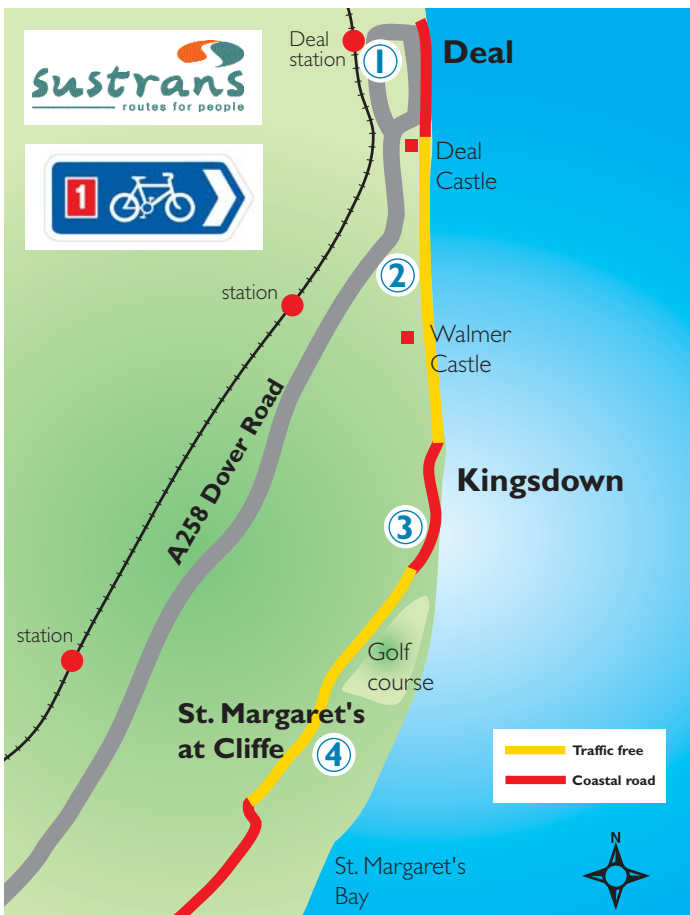 Deal
station
1
Deal
sustrans
routes for people
Deal
Castle
1
2
station
Walmer
Castle
A258 Dover Road
Kingsdown
3
station
Golf
course
St. Margaret's
at Cliffe
4
Traffic free
Coastal road
N
St. Margaret's
Bay